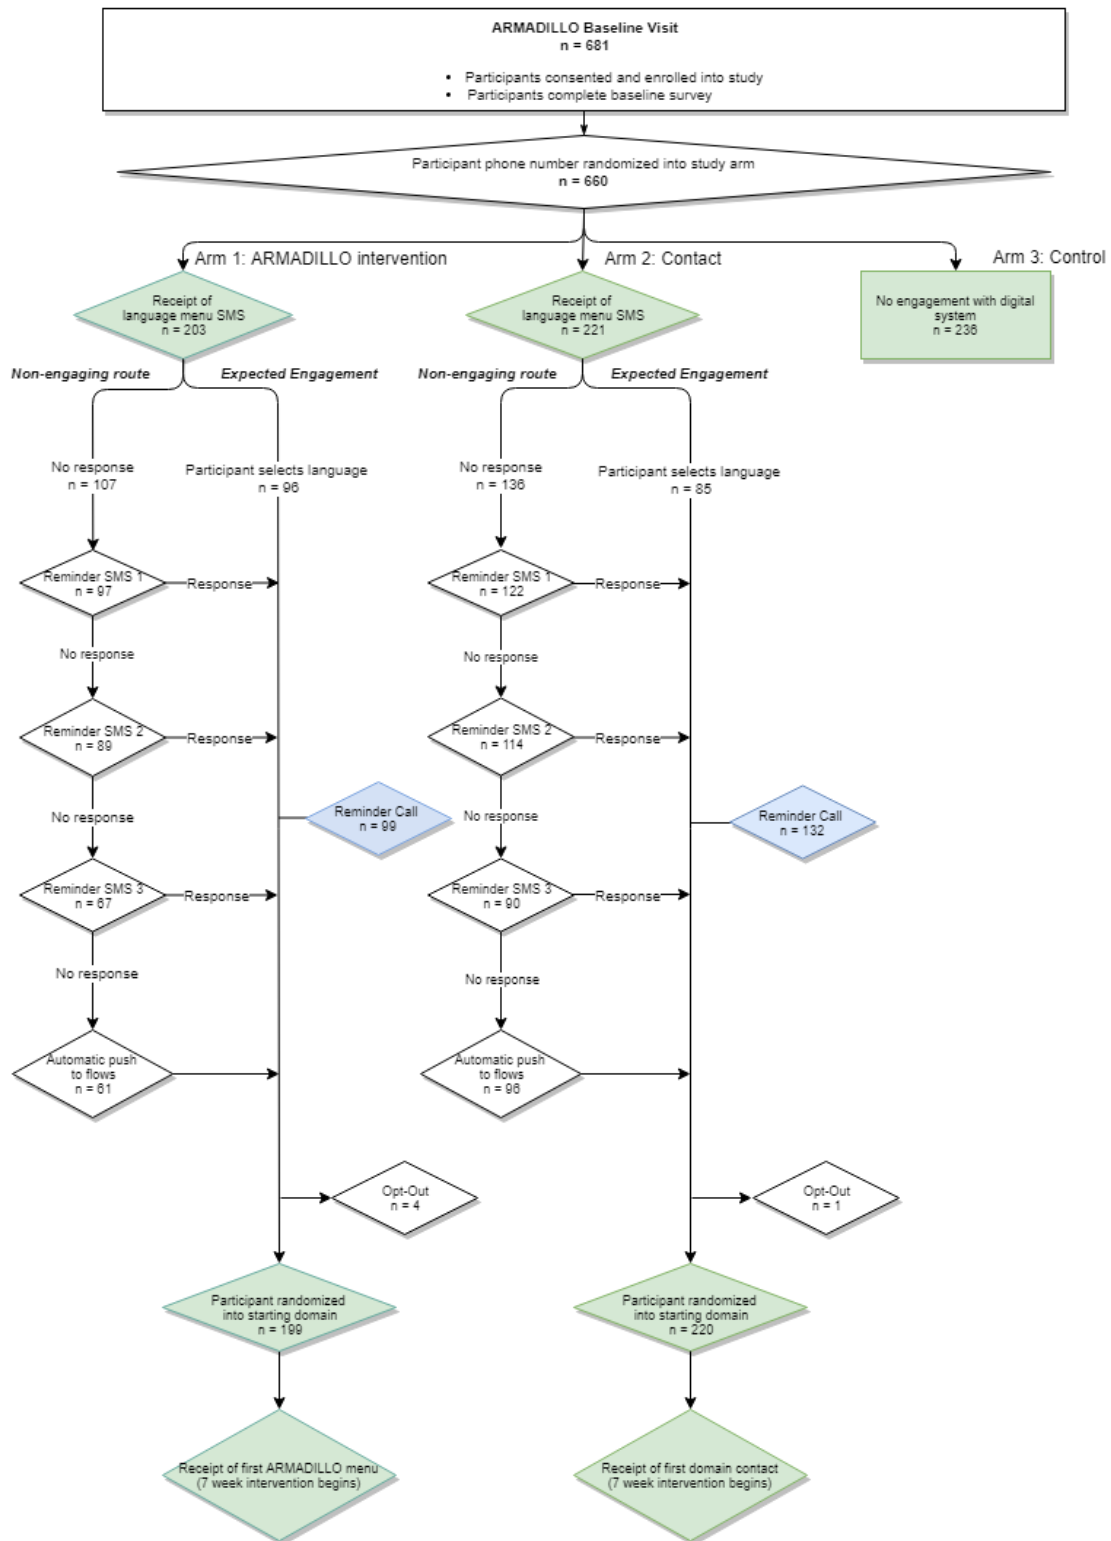 ARMADILLO Baseline Visit
n = 681
• Participants consented and enrolled into study
• Participants complete baseline survey
Participant phone number randomized into study arm
n = 660
Arm 1: ARMADILLO intervention
Arm 2: Contact
Arm 3: Control
Receipt of
language menu SMS
n = 203
Receipt of
language menu SMS
n = 221
No engagement with digital
system
n = 236
Non-engaging route
Expected Engagement
Non-engaging route
Expected Engagement
No response
n = 107
Participant selects language
n = 96
No response
n = 136
Participant selects language
n = 85
Reminder SMS 1
n = 97
Response
Reminder SMS 1
n = 122
Response
No response
No response
Reminder SMS 2
n = 89
Response
Reminder SMS 2
n = 114
Response
No response
Reminder Call
n = 99
No response
Reminder Call
n = 132
Reminder SMS 3
n = 67
Response
Reminder SMS 3
n = 90
Response
No response
No response
Automatic push
to flows
n = 61
Automatic push
to flows
n = 96
Opt-Out
n = 4
Opt-Out
n = 1
Participant randomized
into starting domain
n = 199
Participant randomized
into starting domain
n = 220
Receipt of first ARMADILLO menu
(7 week intervention begins)
Receipt of first domain contact
(7 week intervention begins)